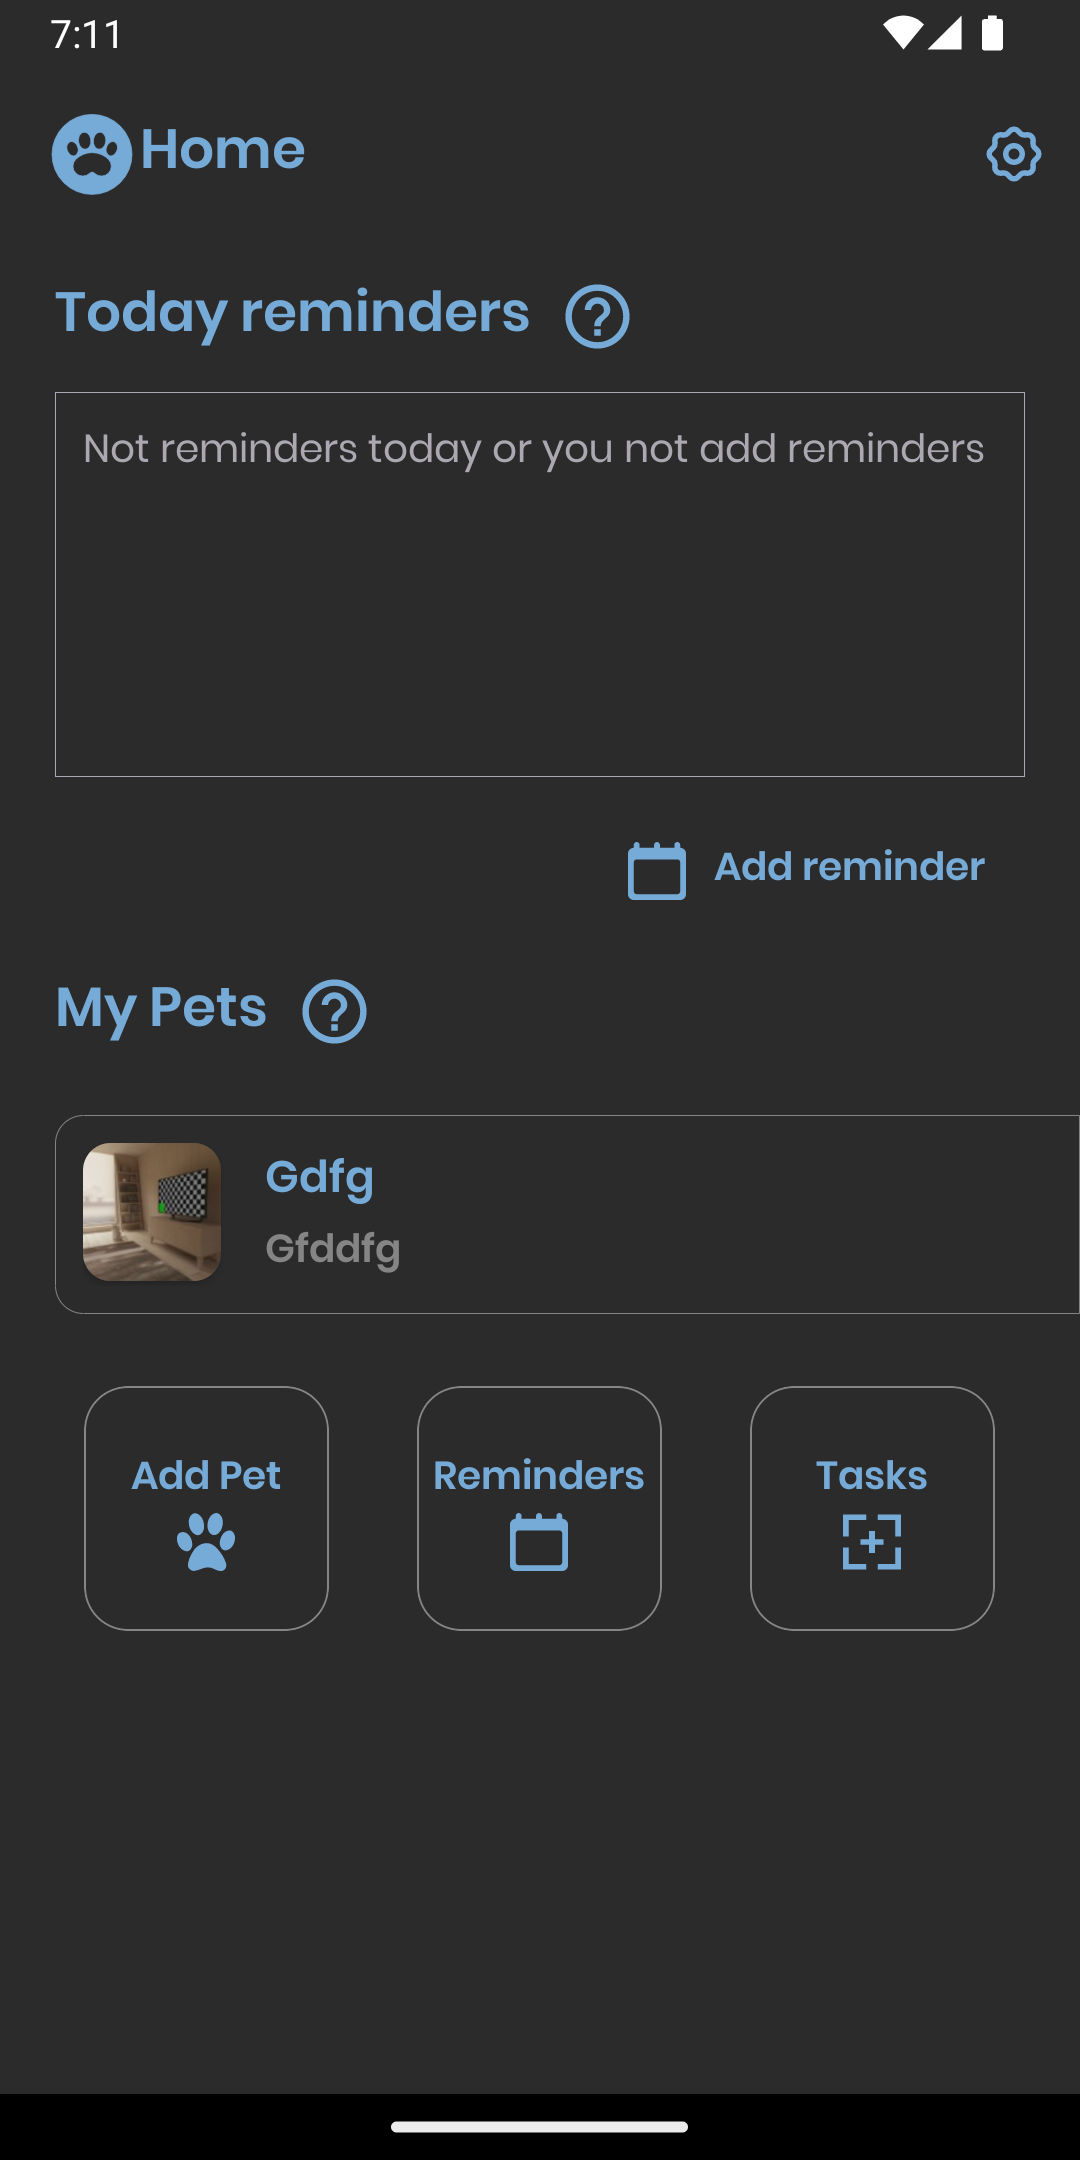 7:11
Home
Today reminders
Not reminders today or you not add reminders
Add reminder
My Pets
Gdfg
Gfddfg
Add Pet
Reminders
Tasks